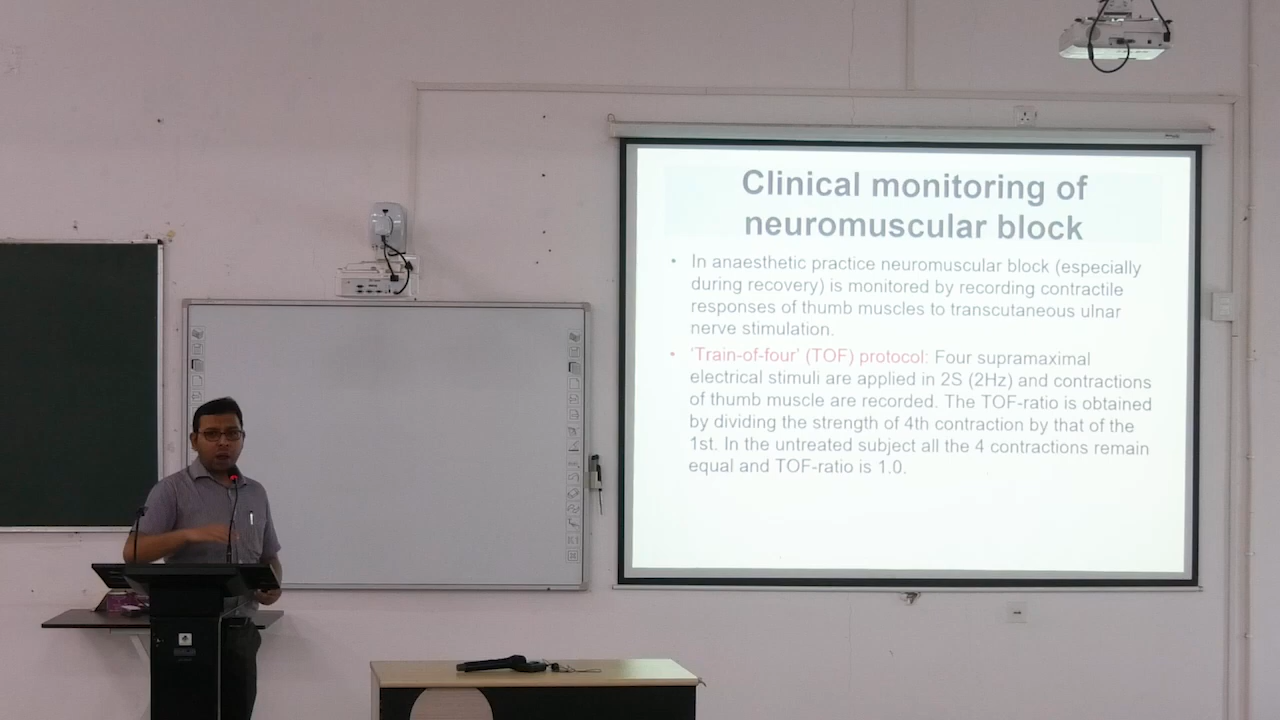 Clinical monitoring of
neuromuscular block
• In anaesthetic practice neuromuscular block (especially
during recovery) is monitored by recording contractile
responses of thumb muscles to transcutaneous ulnar
nerve stimulation.
• ‘Train-of-four’ (TOF) protocol: Four supramaximal
electrical stimuli are applied in 2S (2Hz) and contractions
of thumb muscle are recorded. The TOF-ratio is obtained
by dividing the strength of 4th contraction by that of the
1st. In the untreated subject all the 4 contractions remain
equal and TOF-ratio is 1.0.